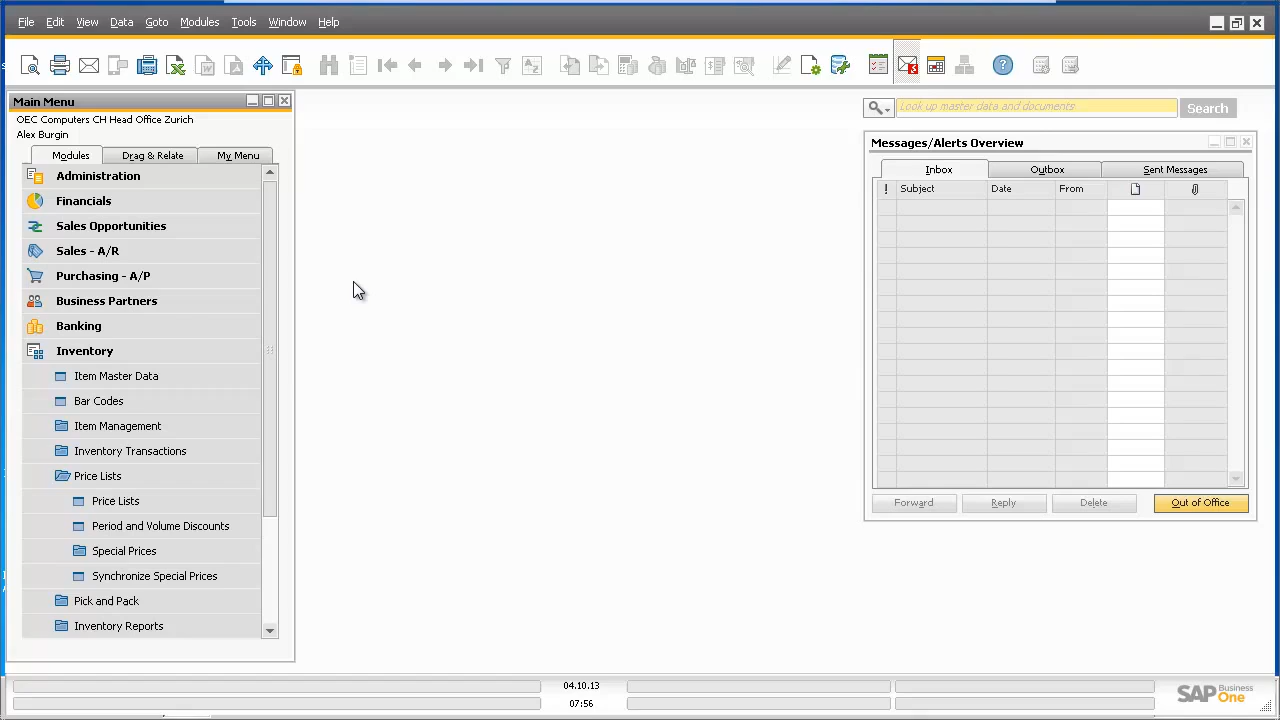 File Edit View Data Goto Modules Tools Window Help
Main Menu
OEC Computers CH Head Office Zurich
Alex Burgin
Modules Drag & Relate My Menu
Administration
Financials
Sales Opportunities
Sales - A/R
Purchasing - A/P
Business Partners
Banking
Inventory
Item Master Data
Bar Codes
Item Management
Inventory Transactions
Price Lists
Price Lists
Period and Volume Discounts
Special Prices
Synchronize Special Prices
Pick and Pack
Inventory Reports
Look up master data and documents Search
Messages/Alerts Overview
Inbox Outbox Sent Messages
! Subject Date From
Forward Reply Delete Out of Office
04.10.13
07:56
SAP Business One